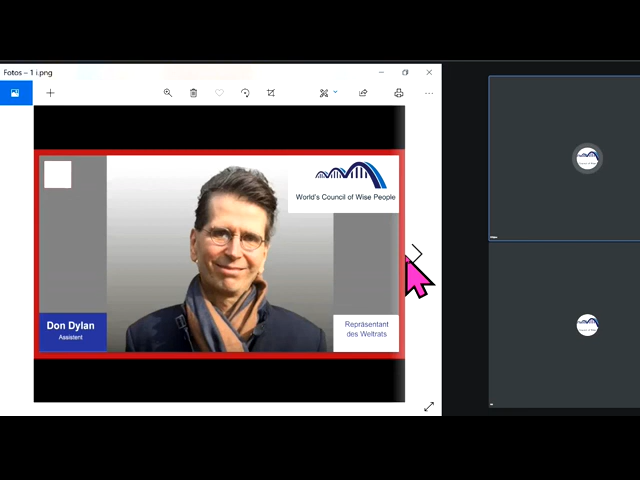 Fotos – 1 i.png
World's Council of Wise People
Don Dylan
Assistent
Repräsentant
des Weltrats